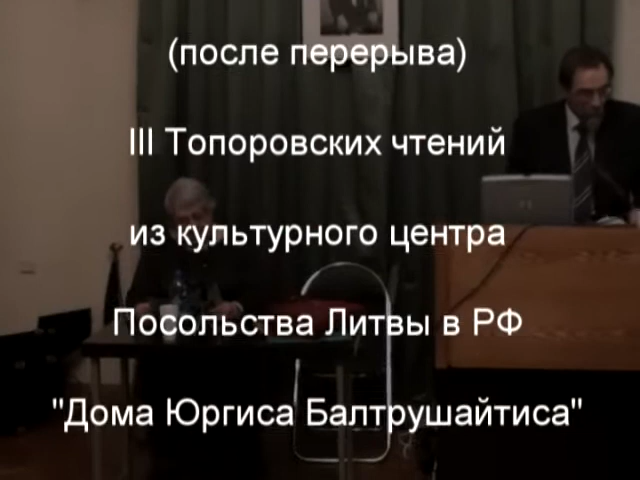 (после перерыва)
III Топоровских чтений
из культурного центра
Посольства Литвы в РФ
"Дома Юргиса Балтрушайтиса"